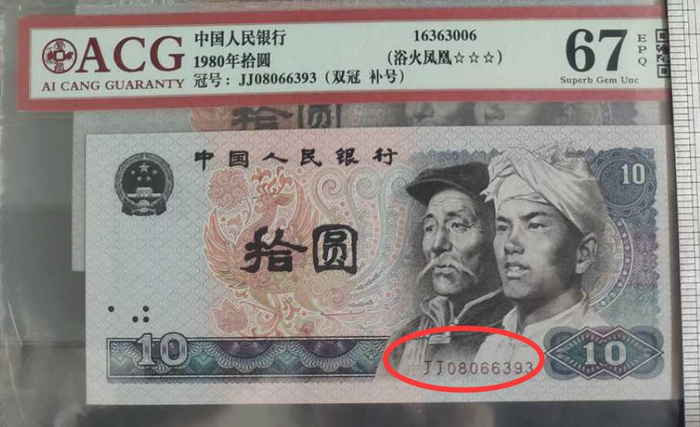 ACG
AI CANG GUARANTY
中国人民银行
1980年拾圆
冠号：JJ08066393（双冠 补号）
16363006
（浴火凤凰☆☆☆）
67
EPQ
Superb Gem Unc
中国人民银行
10
拾圆
10
JJ08066393
10